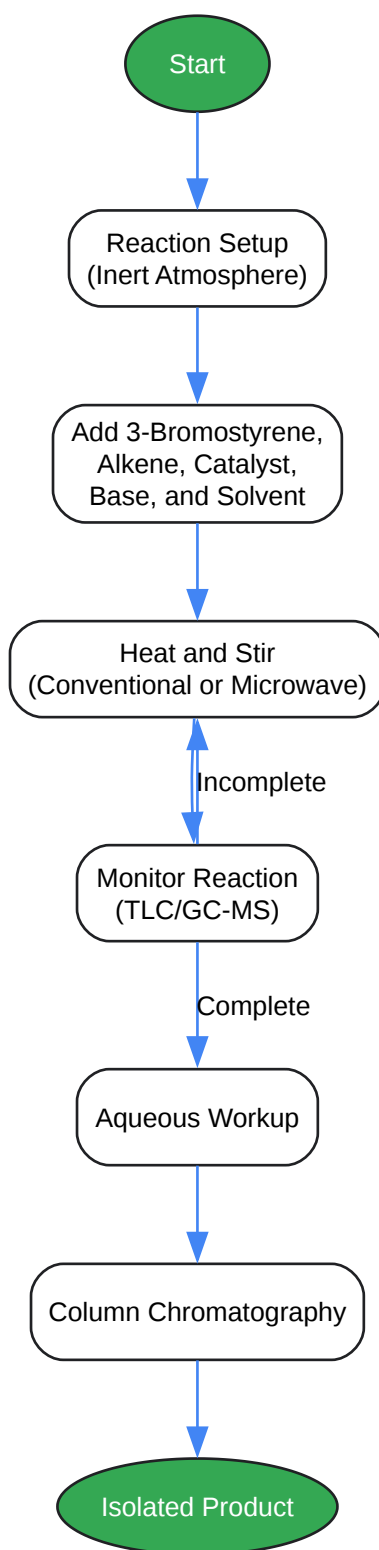 Start
Reaction Setup
(Inert Atmosphere)
Add 3-Bromostyrene,
Alkene, Catalyst,
Base, and Solvent
Heat and Stir
(Conventional or Microwave)
Incomplete
Monitor Reaction
(TLC/GC-MS)
Complete
Aqueous Workup
Column Chromatography
Isolated Product